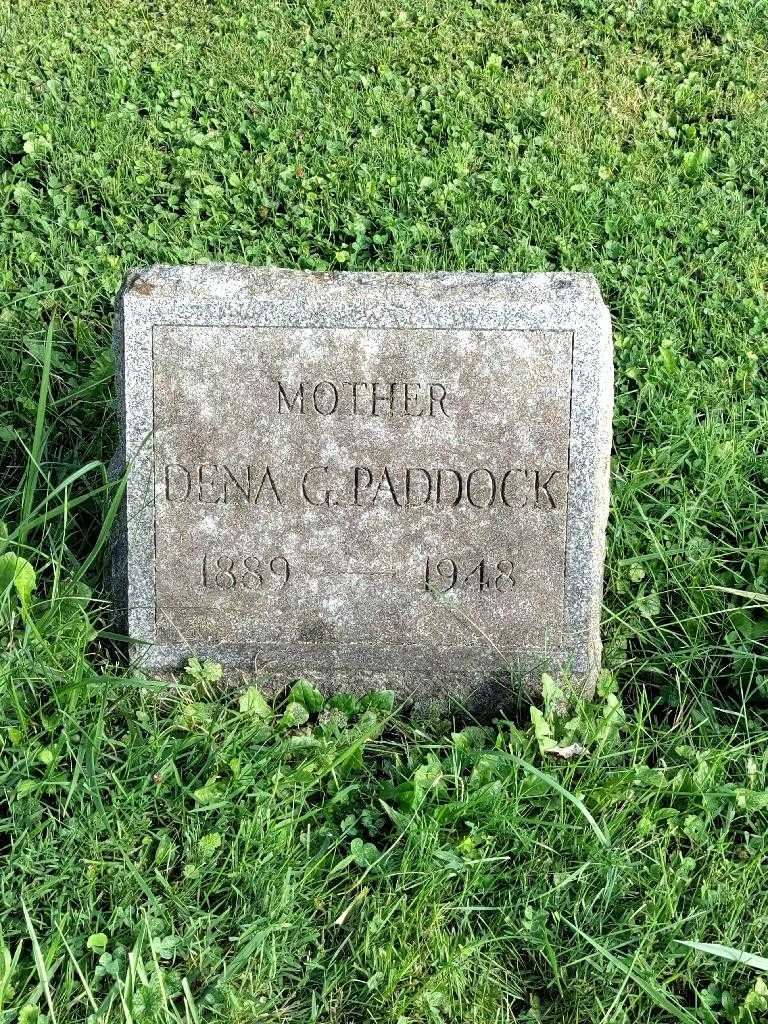 MOTHER
DENA G. PADDOCK
1889 — 1948